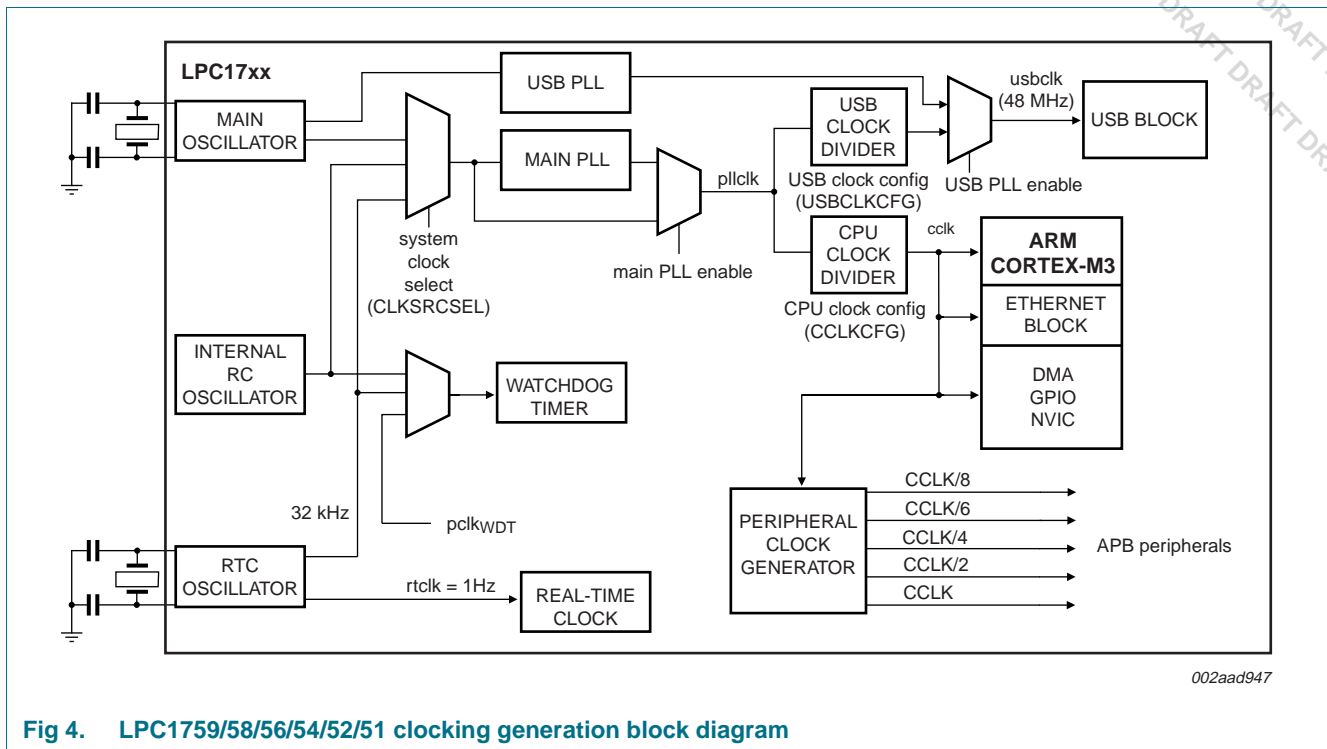 DRAFT DRAFT
DRAFT DRAFT DRA
LPC17xx
MAIN
OSCILLATOR
USB PLL
MAIN PLL
system
clock
select
(CLKSRCSEL)
main PLL enable
pllclk
USB
CLOCK
DIVIDER
USB clock config
(USBCLKCFG)
CPU
CLOCK
DIVIDER
CPU clock config
(CCLKCFG)
usbclk
(48 MHz)
USB BLOCK
USB PLL enable
cclk
ARM
CORTEX-M3
ETHERNET
BLOCK
DMA
GPIO
NVIC
INTERNAL
RC
OSCILLATOR
WATCHDOG
TIMER
32 kHz
pclkWDT
RTC
OSCILLATOR
rtclk = 1Hz
REAL-TIME
CLOCK
PERIPHERAL
CLOCK
GENERATOR
CCLK/8
CCLK/6
CCLK/4
CCLK/2
CCLK
APB peripherals
002aad947
Fig 4. LPC1759/58/56/54/52/51 clocking generation block diagram